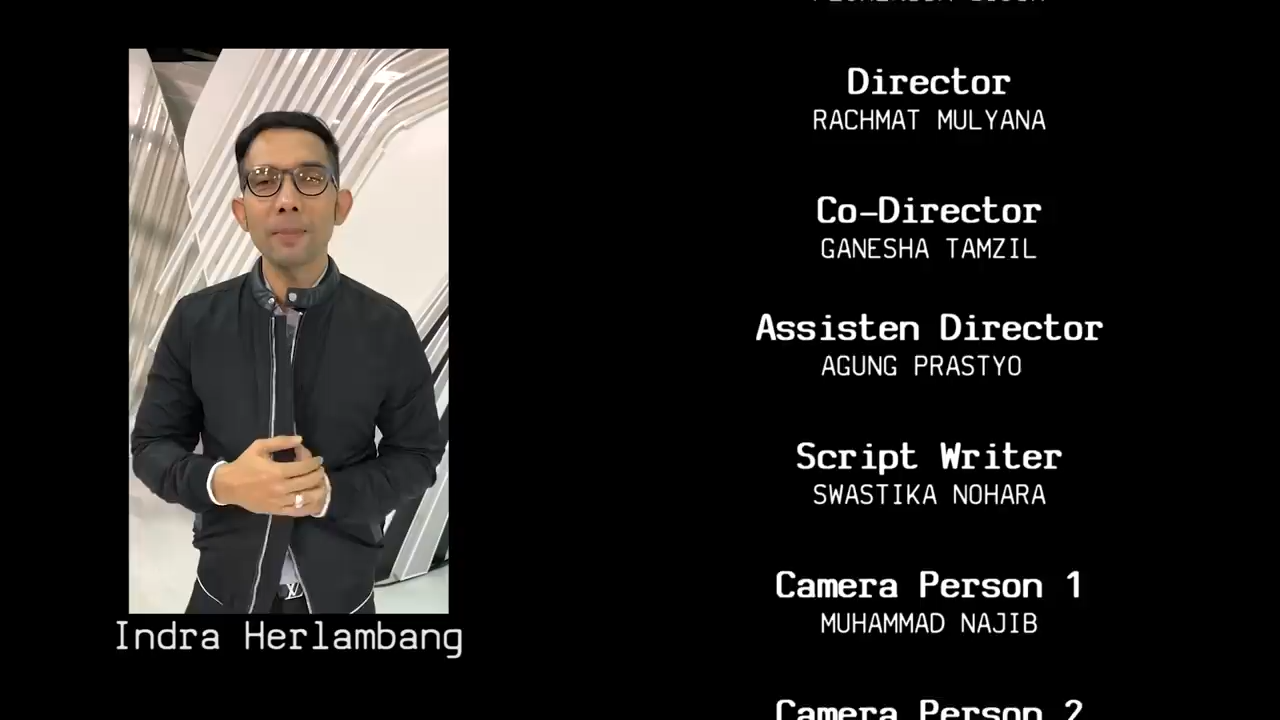 Director
RACHMAT MULYANA
Co-Director
GANESHA TAMZIL
Assisten Director
AGUNG PRASTYO
Script Writer
SWASTIKA NOHARA
Camera Person 1
MUHAMMAD NAJIB
Camera Person 2
Indra Herlambang